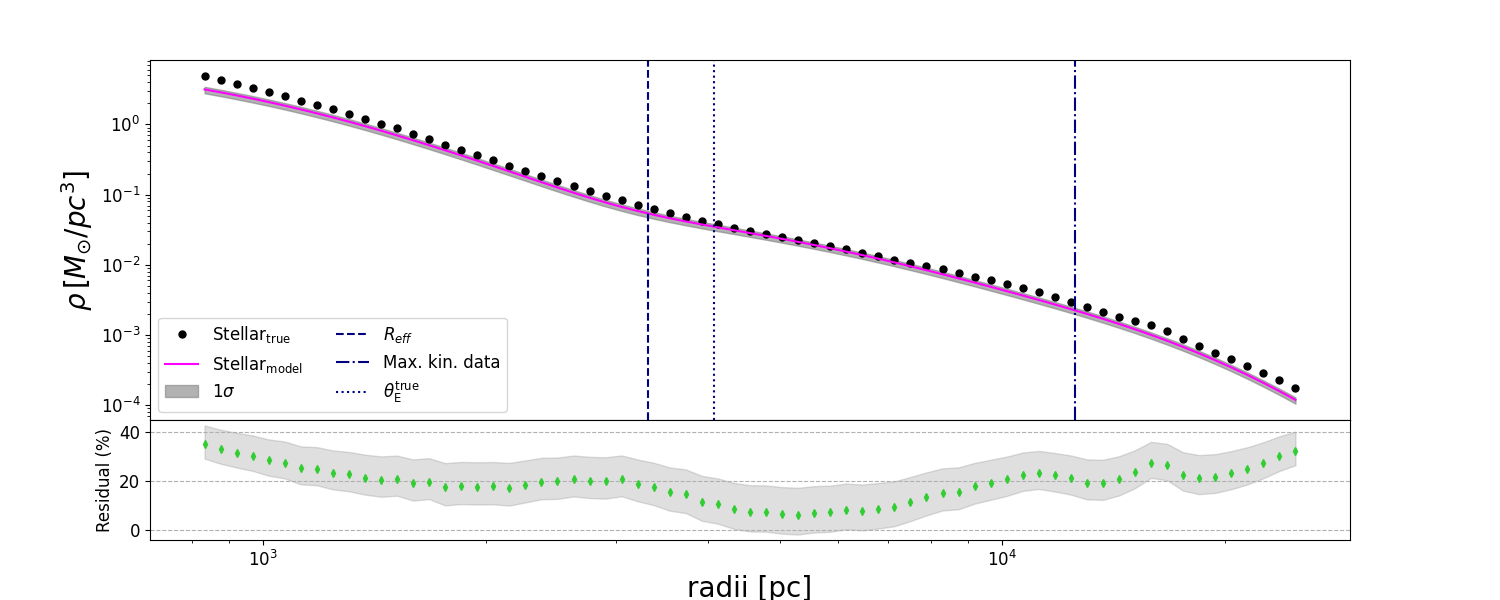 ρ [M⊙/pc³]
10⁰
10⁻¹
10⁻²
10⁻³
10⁻⁴
Stellar_true
Stellar_model
1σ
R_eff
Max. kin. data
θ_E^true
Residual (%)
40
20
0
10³
10⁴
radii [pc]